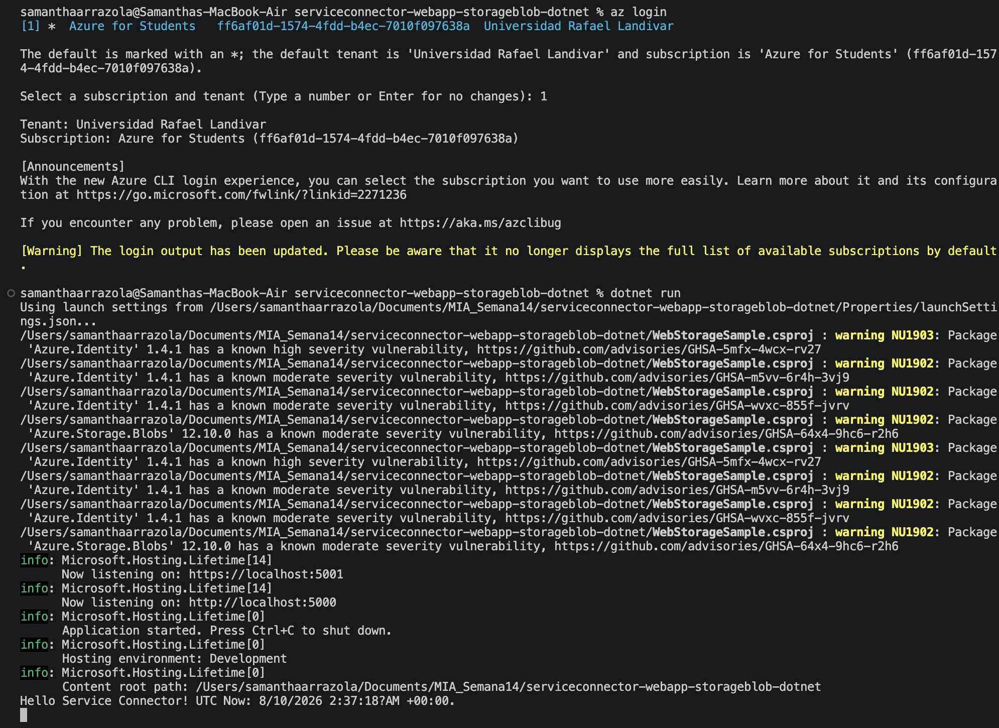 samanthaarrazola@Samanthas-MacBook-Air serviceconnector-webapp-storageblob-dotnet % az login
[1] *  Azure for Students   ff6af01d-1574-4fdd-b4ec-7010f097638a  Universidad Rafael Landivar
The default is marked with an *; the default tenant is 'Universidad Rafael Landivar' and subscription is 'Azure for Students' (ff6af01d-157
4-4fdd-b4ec-7010f097638a).
Select a subscription and tenant (Type a number or Enter for no changes): 1
Tenant: Universidad Rafael Landivar
Subscription: Azure for Students (ff6af01d-1574-4fdd-b4ec-7010f097638a)
[Announcements]
With the new Azure CLI login experience, you can select the subscription you want to use more easily. Learn more about it and its configura
tion at https://go.microsoft.com/fwlink/?linkid=2271236
If you encounter any problem, please open an issue at https://aka.ms/azclibug
[Warning] The login output has been updated. Please be aware that it no longer displays the full list of available subscriptions by default
.
samanthaarrazola@Samanthas-MacBook-Air serviceconnector-webapp-storageblob-dotnet % dotnet run
Using launch settings from /Users/samanthaarrazola/Documents/MIA_Semana14/serviceconnector-webapp-storageblob-dotnet/Properties/launchSetti
ngs.json...
/Users/samanthaarrazola/Documents/MIA_Semana14/serviceconnector-webapp-storageblob-dotnet/WebStorageSample.csproj : warning NU1903: Package
 'Azure.Identity' 1.4.1 has a known high severity vulnerability, https://github.com/advisories/GHSA-5mfx-4wcx-rv27
/Users/samanthaarrazola/Documents/MIA_Semana14/serviceconnector-webapp-storageblob-dotnet/WebStorageSample.csproj : warning NU1902: Package
 'Azure.Identity' 1.4.1 has a known moderate severity vulnerability, https://github.com/advisories/GHSA-m5vv-6r4h-3vj9
/Users/samanthaarrazola/Documents/MIA_Semana14/serviceconnector-webapp-storageblob-dotnet/WebStorageSample.csproj : warning NU1902: Package
 'Azure.Identity' 1.4.1 has a known moderate severity vulnerability, https://github.com/advisories/GHSA-wvxc-855f-jvrv
/Users/samanthaarrazola/Documents/MIA_Semana14/serviceconnector-webapp-storageblob-dotnet/WebStorageSample.csproj : warning NU1902: Package
 'Azure.Storage.Blobs' 12.10.0 has a known moderate severity vulnerability, https://github.com/advisories/GHSA-64x4-9hc6-r2h6
/Users/samanthaarrazola/Documents/MIA_Semana14/serviceconnector-webapp-storageblob-dotnet/WebStorageSample.csproj : warning NU1903: Package
 'Azure.Identity' 1.4.1 has a known high severity vulnerability, https://github.com/advisories/GHSA-5mfx-4wcx-rv27
/Users/samanthaarrazola/Documents/MIA_Semana14/serviceconnector-webapp-storageblob-dotnet/WebStorageSample.csproj : warning NU1902: Package
 'Azure.Identity' 1.4.1 has a known moderate severity vulnerability, https://github.com/advisories/GHSA-m5vv-6r4h-3vj9
/Users/samanthaarrazola/Documents/MIA_Semana14/serviceconnector-webapp-storageblob-dotnet/WebStorageSample.csproj : warning NU1902: Package
 'Azure.Identity' 1.4.1 has a known moderate severity vulnerability, https://github.com/advisories/GHSA-wvxc-855f-jvrv
/Users/samanthaarrazola/Documents/MIA_Semana14/serviceconnector-webapp-storageblob-dotnet/WebStorageSample.csproj : warning NU1902: Package
 'Azure.Storage.Blobs' 12.10.0 has a known moderate severity vulnerability, https://github.com/advisories/GHSA-64x4-9hc6-r2h6
info: Microsoft.Hosting.Lifetime[14]
      Now listening on: https://localhost:5001
info: Microsoft.Hosting.Lifetime[14]
      Now listening on: http://localhost:5000
info: Microsoft.Hosting.Lifetime[0]
      Application started. Press Ctrl+C to shut down.
info: Microsoft.Hosting.Lifetime[0]
      Hosting environment: Development
info: Microsoft.Hosting.Lifetime[0]
      Content root path: /Users/samanthaarrazola/Documents/MIA_Semana14/serviceconnector-webapp-storageblob-dotnet
Hello Service Connector! UTC Now: 8/10/2026 2:37:18?AM +00:00.